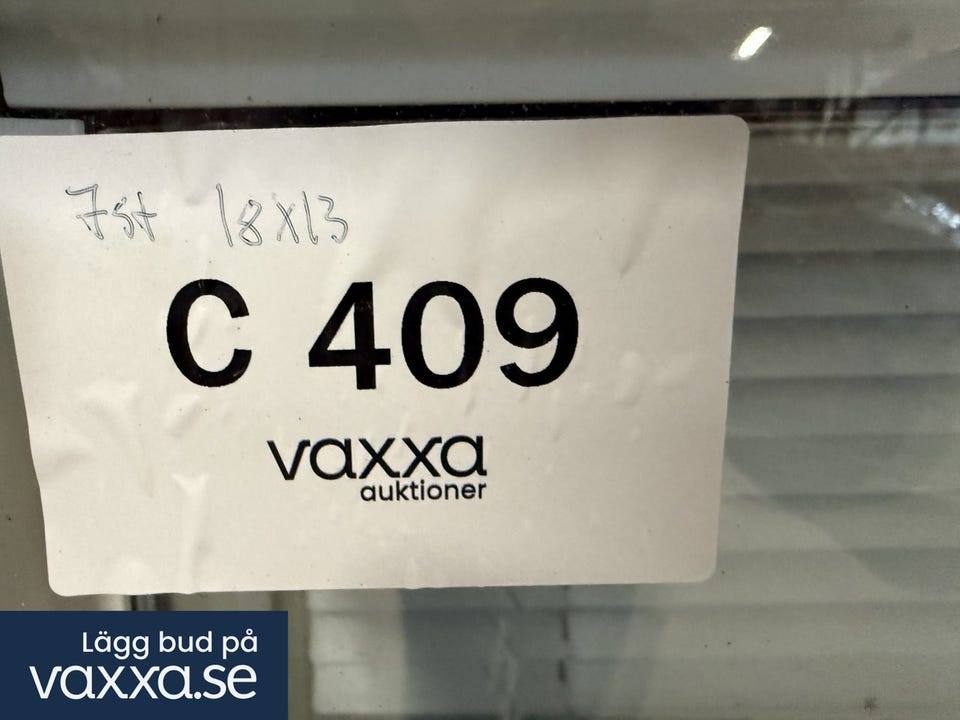 7st 18x13
C 409
vaxxa
auktioner
Lägg bud på
vaxxa.se